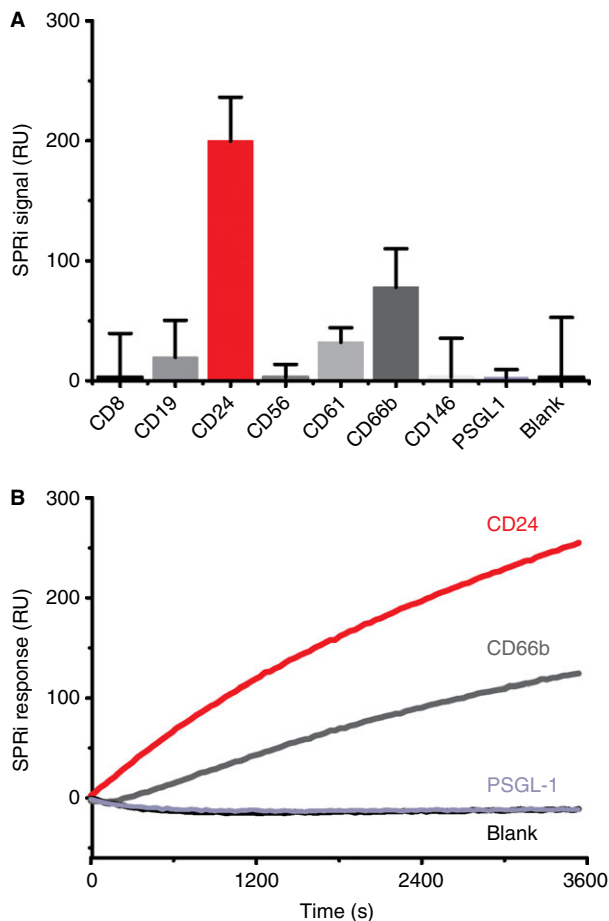 A
300
200
100
0
SPRi signal (RU)
CD8
CD19
CD24
CD56
CD61
CD66b
CD146
PSGL1
Blank
B
300
200
100
0
SPRi response (RU)
CD24
CD66b
PSGL-1
Blank
0 1200 2400 3600
Time (s)